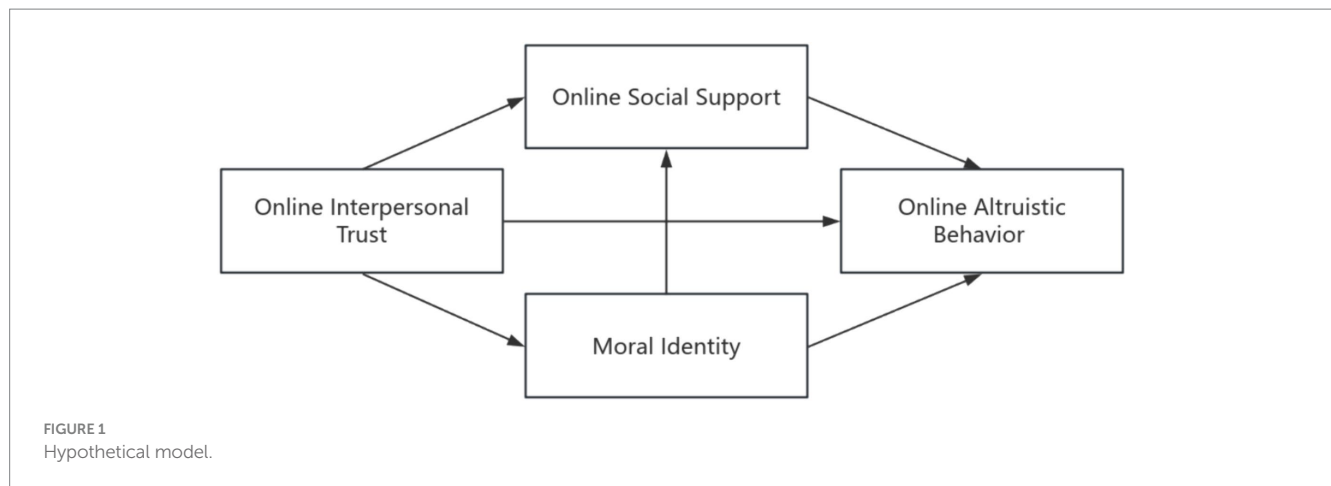 Online Social Support
Online Interpersonal
Trust
Online Altruistic
Behavior
Moral Identity
FIGURE 1
Hypothetical model.